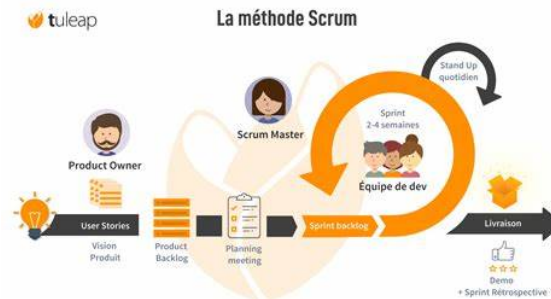 tuleap
La méthode Scrum
Stand Up
quotidien
Scrum Master
Sprint
2-4 semaines
Product Owner
Équipe de dev
User Stories
Sprint backlog
Livraison
Vision
Produit
Product
Backlog
Planning
meeting
Demo
+ Sprint Rétrospective